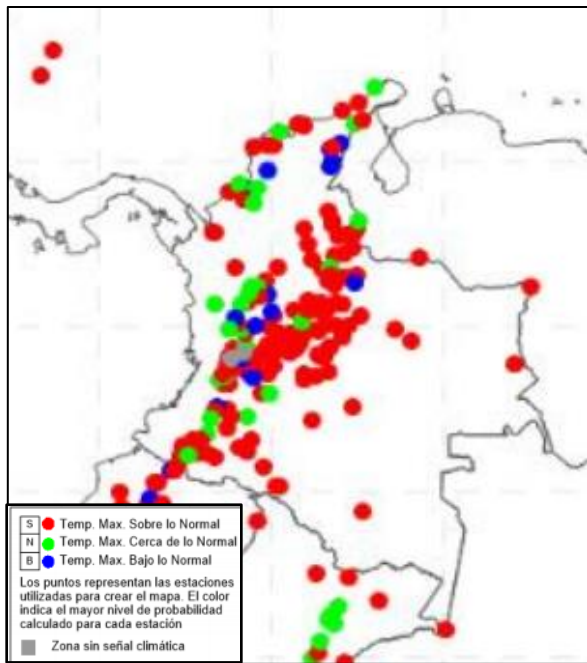 S Temp. Max. Sobre lo Normal
N Temp. Max. Cerca de lo Normal
B Temp. Max. Bajo lo Normal
Los puntos representan las estaciones
utilizadas para crear el mapa. El color
indica el mayor nivel de probabilidad
calculado para cada estación
Zona sin señal climática